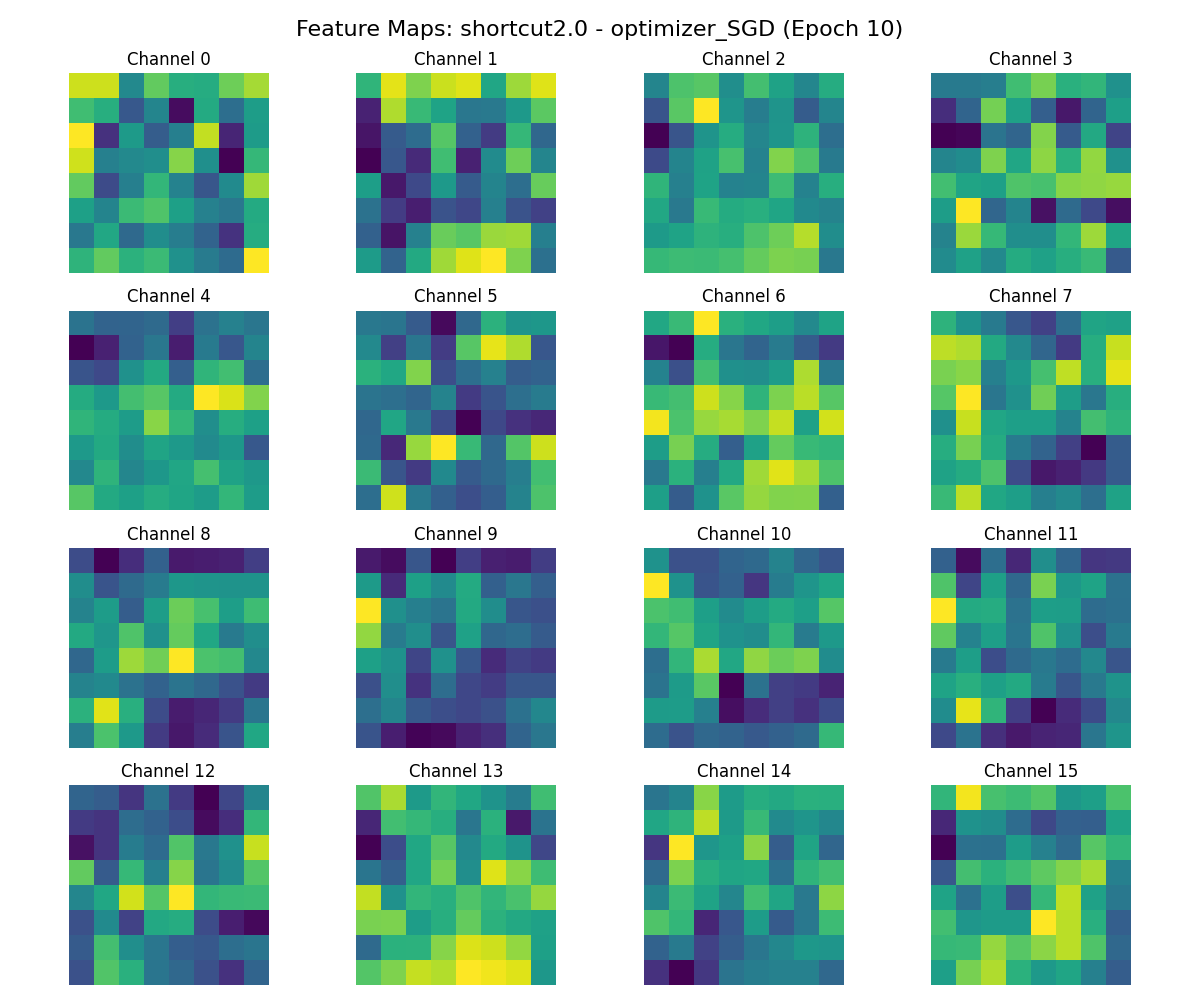 Feature Maps: shortcut2.0 - optimizer_SGD (Epoch 10)
Channel 0
Channel 1
Channel 2
Channel 3
Channel 4
Channel 5
Channel 6
Channel 7
Channel 8
Channel 9
Channel 10
Channel 11
Channel 12
Channel 13
Channel 14
Channel 15